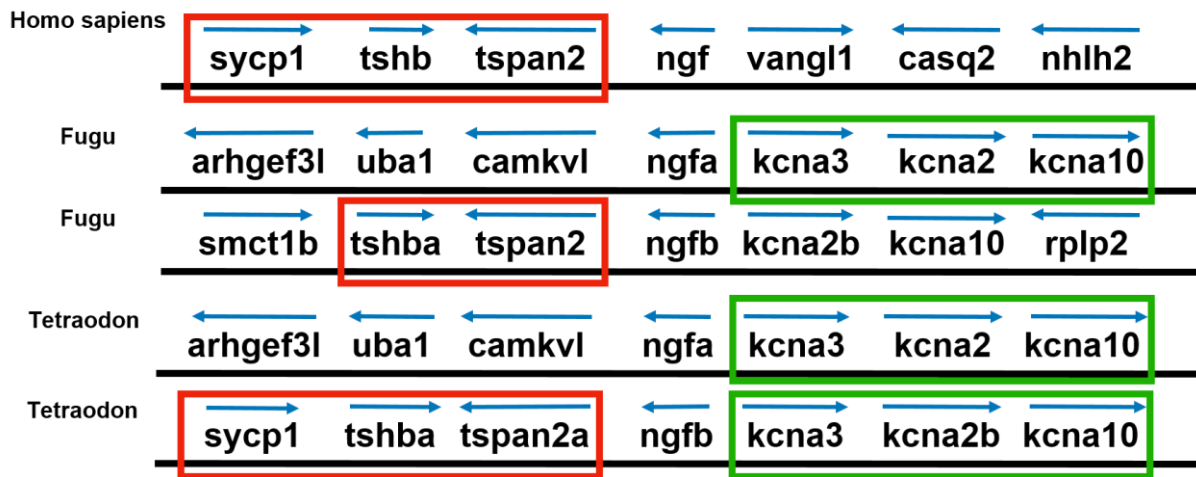 Homo sapiens
sycp1 tshb tspan2 ngf vangl1 casq2 nhlh2
Fugu
arhgef3l uba1 camkvl ngfa kcna3 kcna2 kcna10
Fugu
smct1b tshba tspan2 ngfb kcna2b kcna10 rplp2
Tetraodon
arhgef3l uba1 camkvl ngfa kcna3 kcna2 kcna10
Tetraodon
sycp1 tshba tspan2a ngfb kcna3 kcna2b kcna10